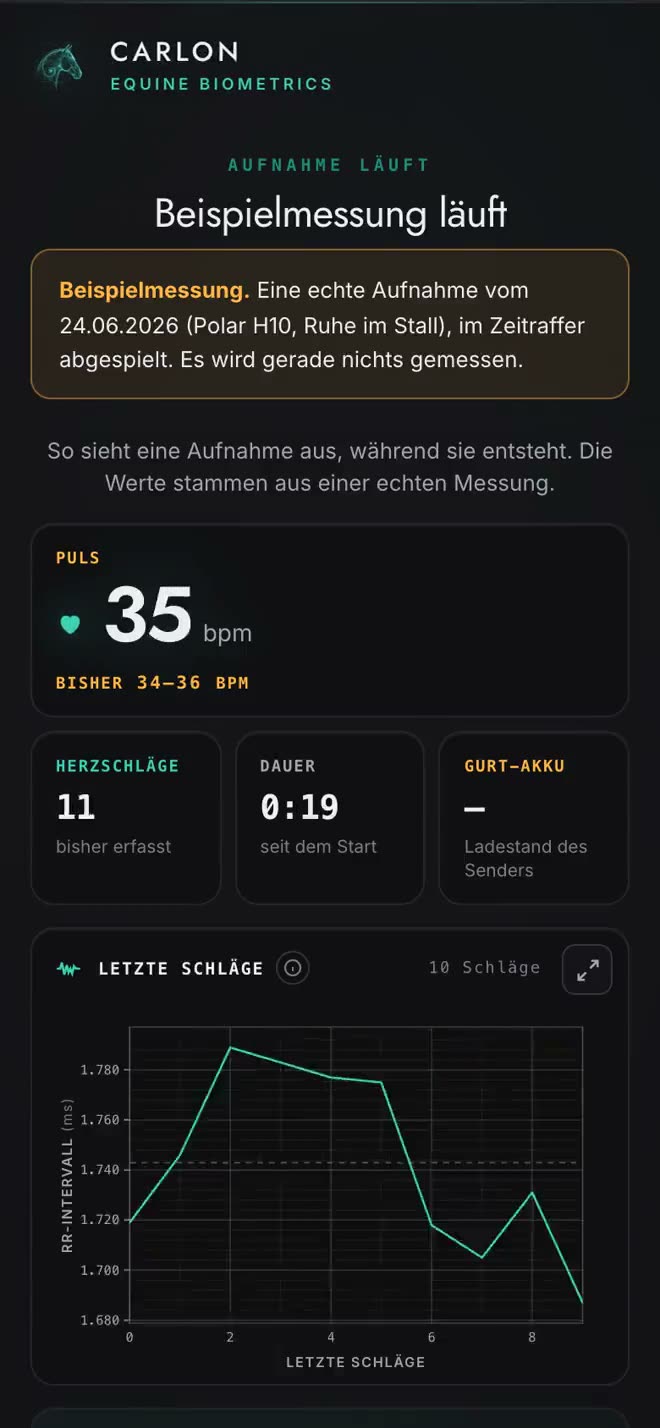 CARLON
EQUINE BIOMETRICS
AUFNAHME LÄUFT
Beispielmessung läuft
Beispielmessung. Eine echte Aufnahme vom
24.06.2026 (Polar H10, Ruhe im Stall), im Zeitraffer
abgespielt. Es wird gerade nichts gemessen.
So sieht eine Aufnahme aus, während sie entsteht. Die
Werte stammen aus einer echten Messung.
PULS
35 bpm
BISHER 34–36 BPM
HERZSCHLÄGE
11
bisher erfasst
DAUER
0:19
seit dem Start
GURT-AKKU
–
Ladestand des
Senders
LETZTE SCHLÄGE
10 Schläge
RR-INTERVALL (ms)
1.780
1.760
1.740
1.720
1.700
1.680
0 2 4 6 8
LETZTE SCHLÄGE